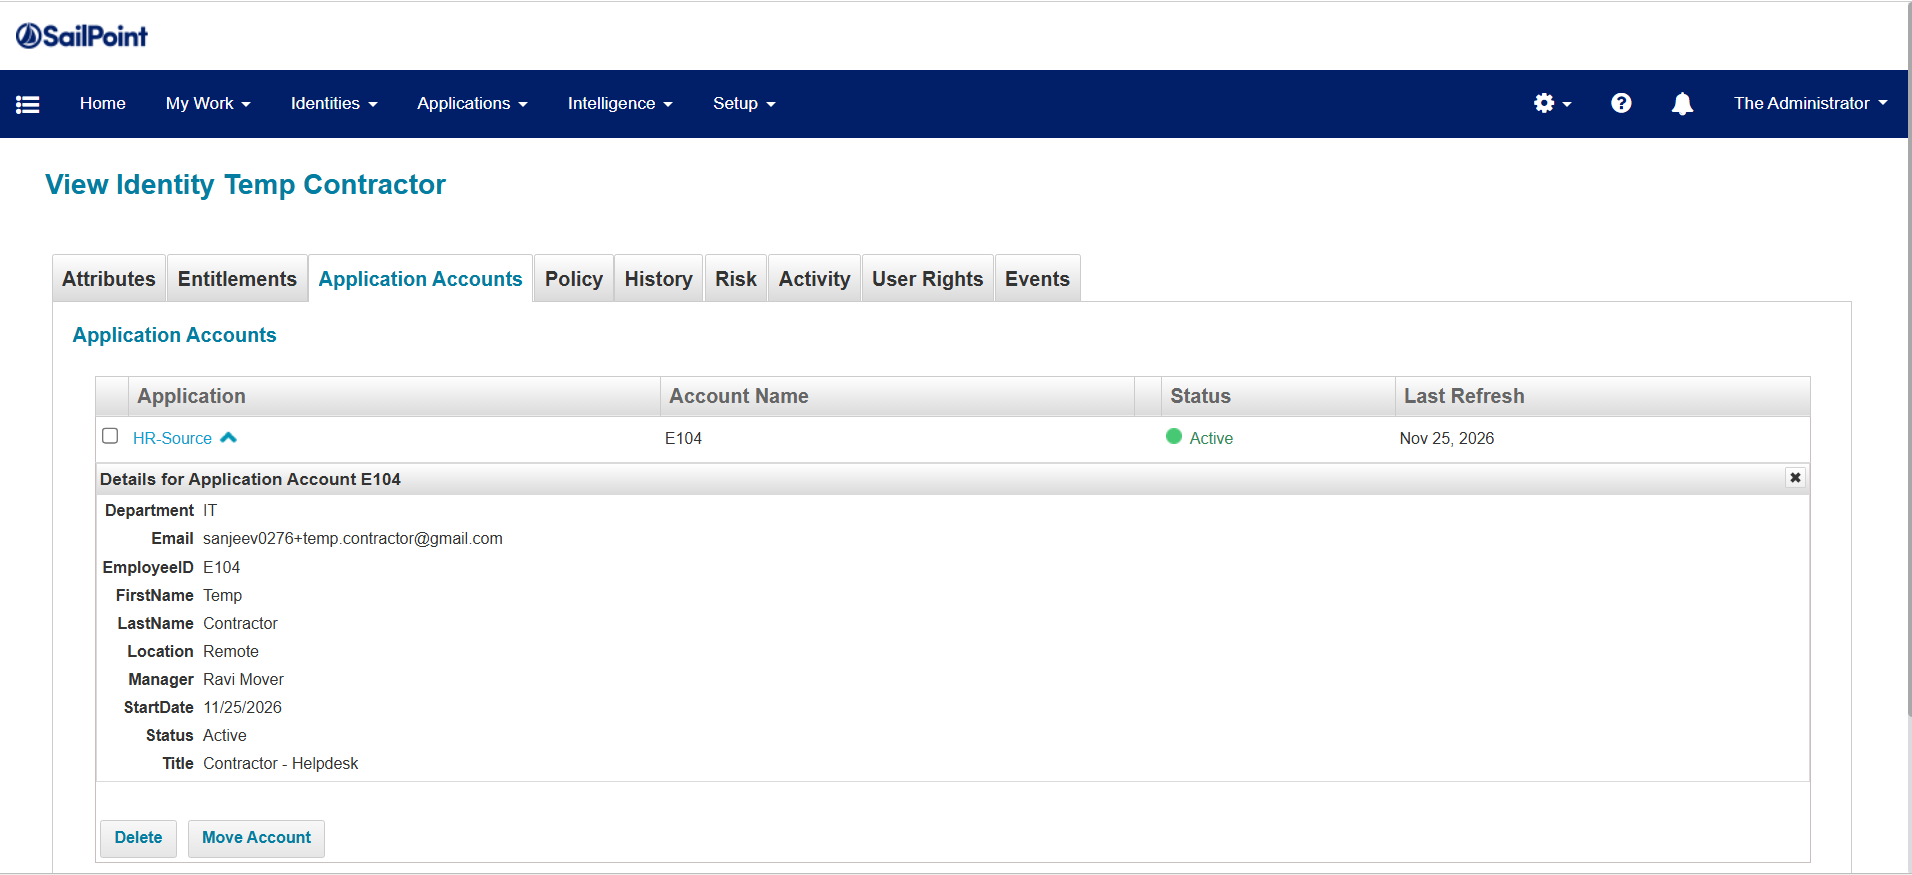 SailPoint
Home My Work Identities Applications Intelligence Setup The Administrator
View Identity Temp Contractor
Attributes Entitlements Application Accounts Policy History Risk Activity User Rights Events
Application Accounts
Application Account Name Status Last Refresh
HR-Source E104 Active Nov 25, 2026
Details for Application Account E104
Department IT
Email sanjeev0276+temp.contractor@gmail.com
EmployeeID E104
FirstName Temp
LastName Contractor
Location Remote
Manager Ravi Mover
StartDate 11/25/2026
Status Active
Title Contractor - Helpdesk
Delete Move Account